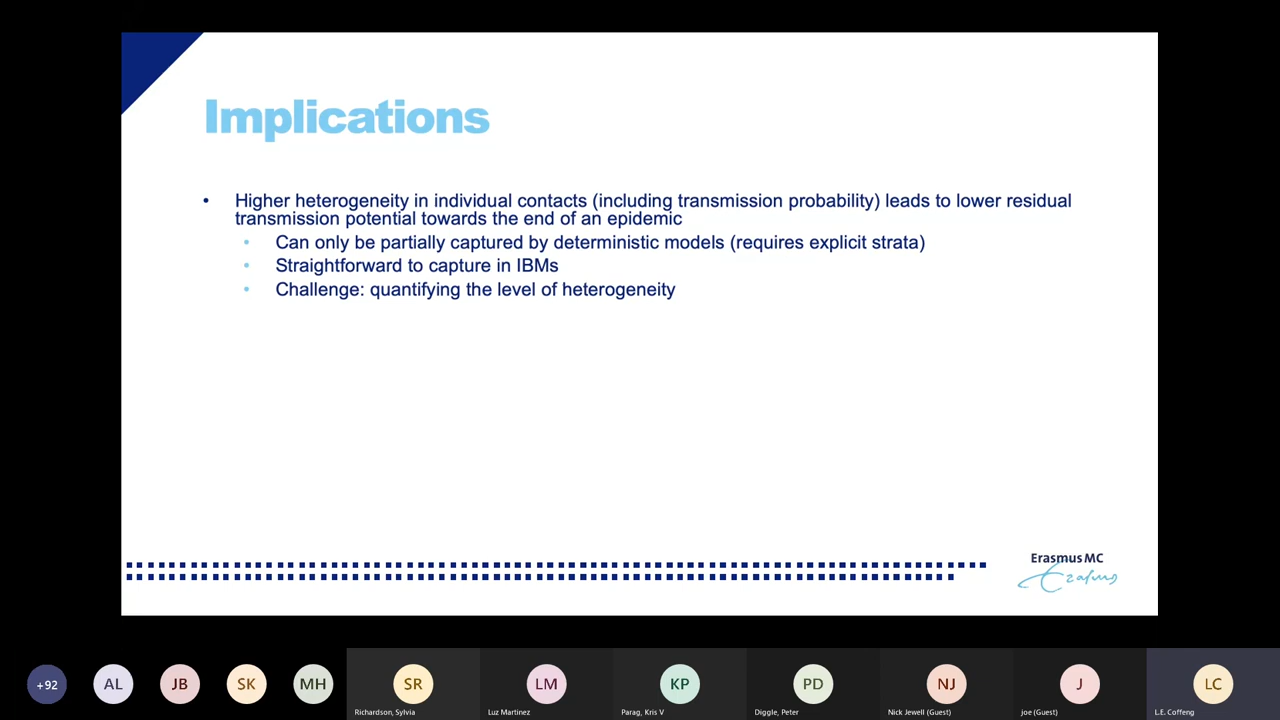 Implications
• Higher heterogeneity in individual contacts (including transmission probability) leads to lower residual
transmission potential towards the end of an epidemic
• Can only be partially captured by deterministic models (requires explicit strata)
• Straightforward to capture in IBMs
• Challenge: quantifying the level of heterogeneity
Erasmus MC
Erasmus
+92 AL JB SK MH SR LM KP PD NJ J LC
Richardson, Sylvia Luz Martinez Parag, Kris V Diggle, Peter Nick Jewell (Guest) joe (Guest) L.E. Coffeng